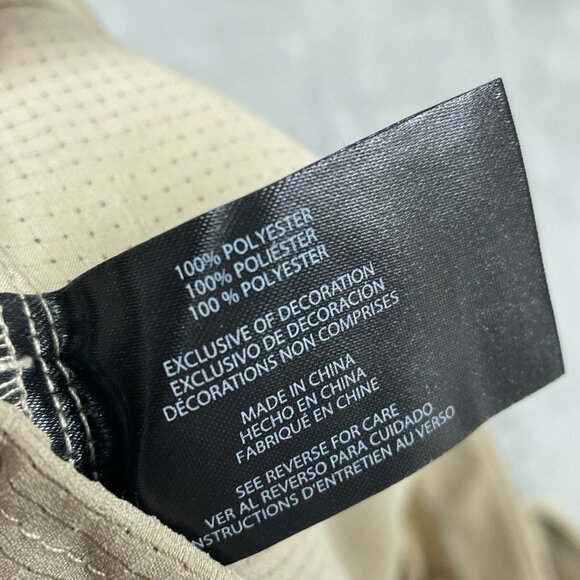 100% POLYESTER
100% POLIÉSTER
100 % POLYESTER
EXCLUSIVE OF DECORATION
EXCLUSIVO DE DECORACIÓN
DÉCORATIONS NON COMPRISES
MADE IN CHINA
HECHO EN CHINA
FABRIQUÉ EN CHINE
SEE REVERSE FOR CARE
VER AL REVERSO PARA CUIDADO
INSTRUCTIONS D'ENTRETIEN AU VERSO